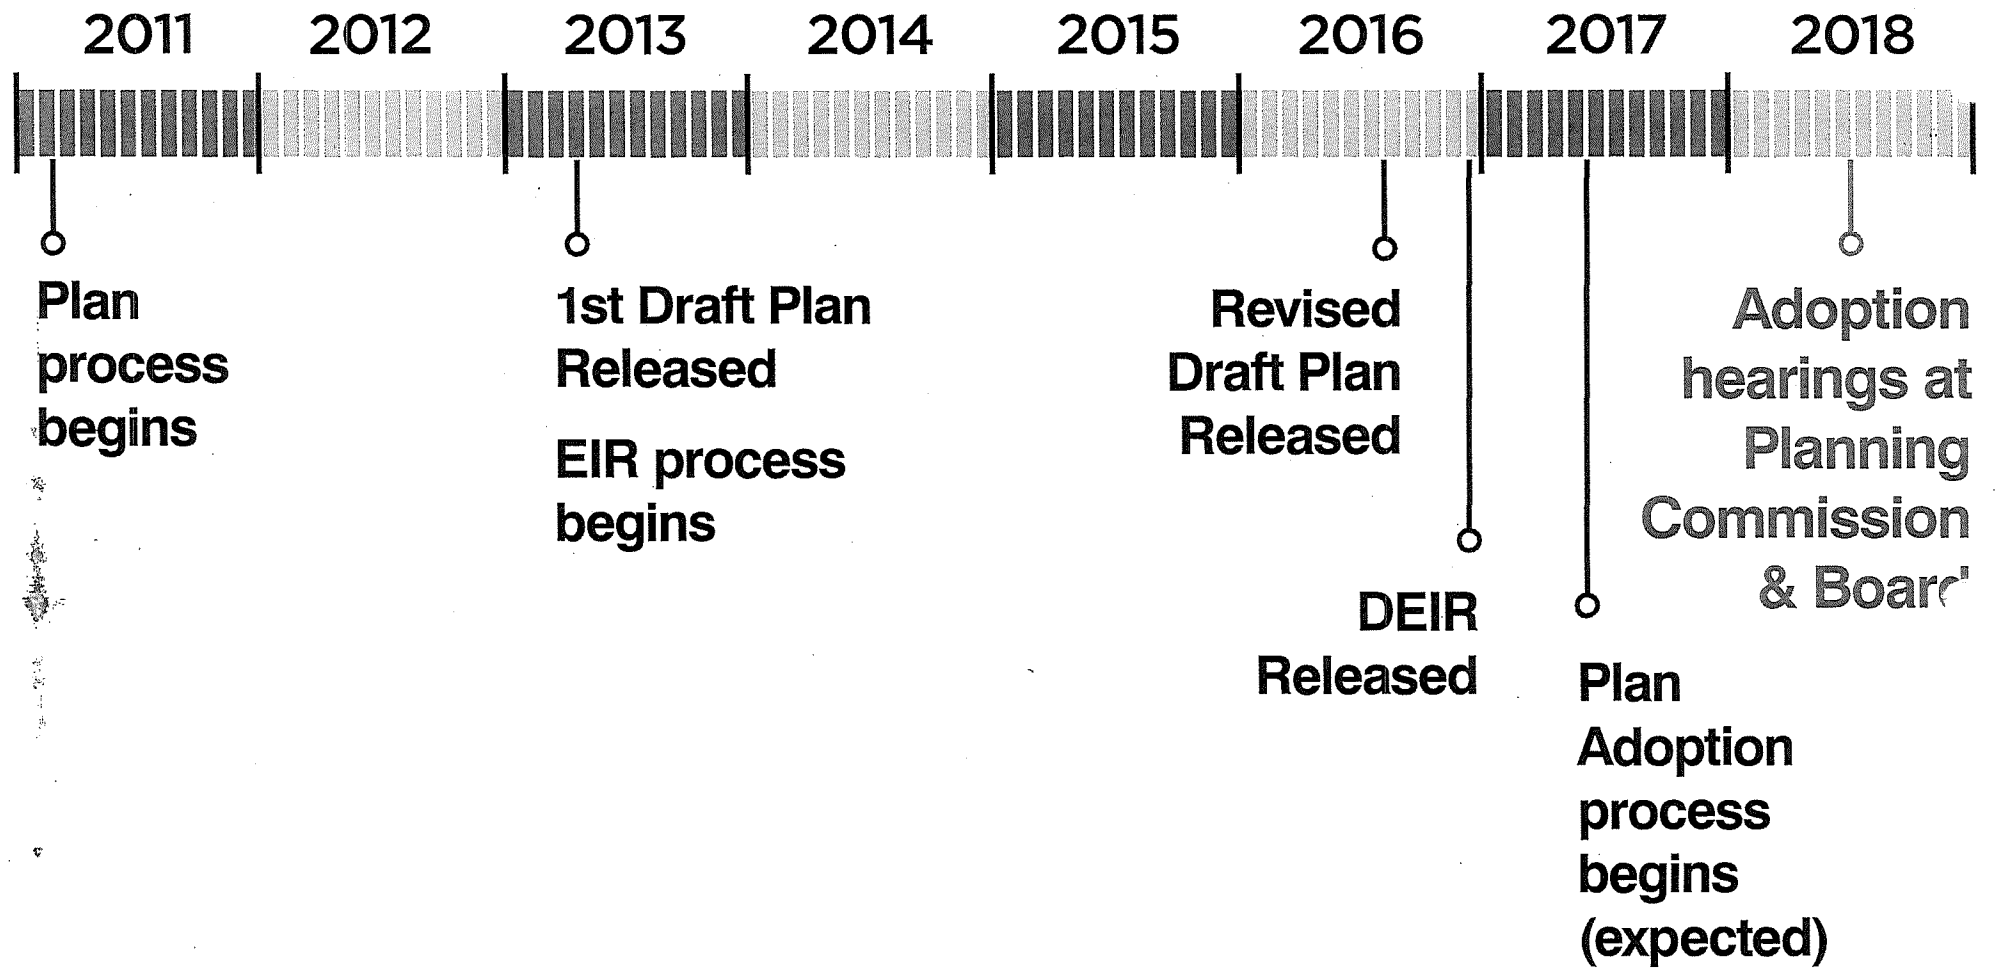 2011 2012 2013 2014 2015 2016 2017 2018
Plan
process
begins
1st Draft Plan
Released
EIR process
begins
Revised
Draft Plan
Released
DEIR
Released
Plan
Adoption
process
begins
(expected)
Adoption
hearings at
Planning
Commission
& Board